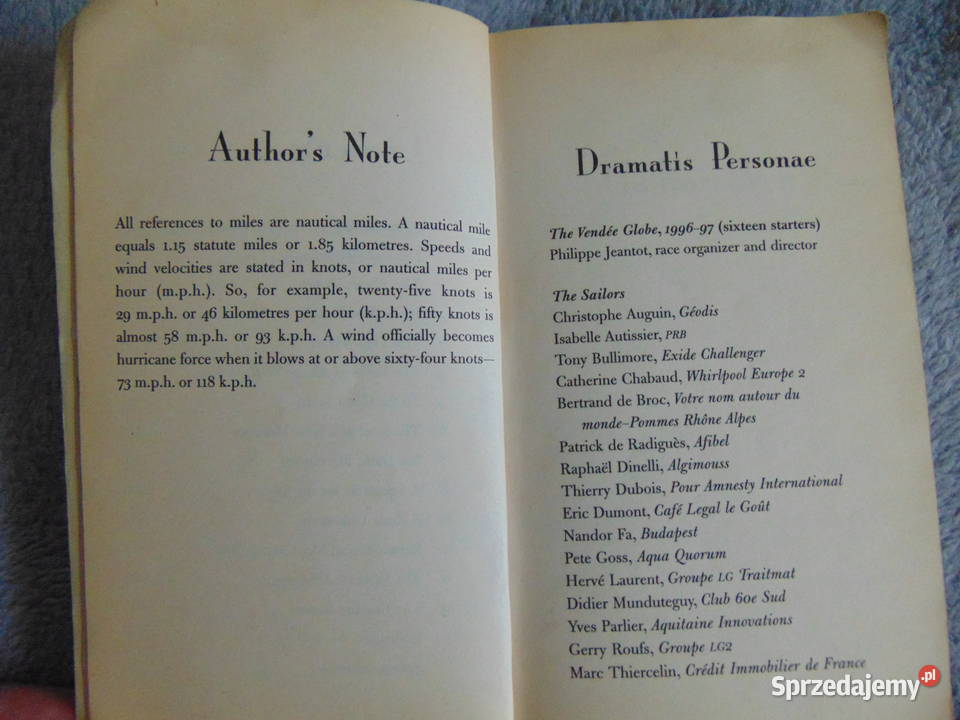 Author's Note
All references to miles are nautical miles. A nautical mile
equals 1.15 statute miles or 1.85 kilometres. Speeds and
wind velocities are stated in knots, or nautical miles per
hour (m.p.h.). So, for example, twenty-five knots is
29 m.p.h. or 46 kilometres per hour (k.p.h.); fifty knots is
almost 58 m.p.h. or 93 k.p.h. A wind officially becomes
hurricane force when it blows at or above sixty-four knots—
73 m.p.h. or 118 k.p.h.
Dramatis Personae
The Vendée Globe, 1996–97 (sixteen starters)
Philippe Jeantot, race organizer and director
The Sailors
Christophe Auguin, Géodis
Isabelle Autissier, PRB
Tony Bullimore, Exide Challenger
Catherine Chabaud, Whirlpool Europe 2
Bertrand de Broc, Votre nom autour du
monde–Pommes Rhône Alpes
Patrick de Radiguès, Afibel
Raphaël Dinelli, Algimouss
Thierry Dubois, Pour Amnesty International
Eric Dumont, Café Legal le Goût
Nandor Fa, Budapest
Pete Goss, Aqua Quorum
Hervé Laurent, Groupe LG Traitmat
Didier Munduteguy, Club 60e Sud
Yves Parlier, Aquitaine Innovations
Gerry Roufs, Groupe LG2
Marc Thiercelin, Crédit Immobilier de France
Sprzedajemy.pl